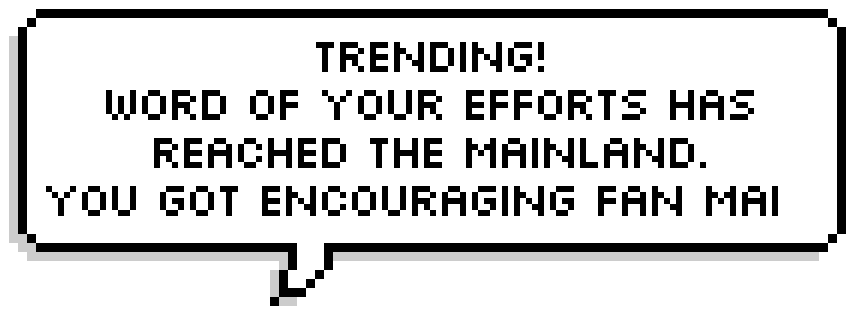 TRENDING!
WORD OF YOUR EFFORTS HAS
REACHED THE MAINLAND.
YOU GOT ENCOURAGING FAN MAI